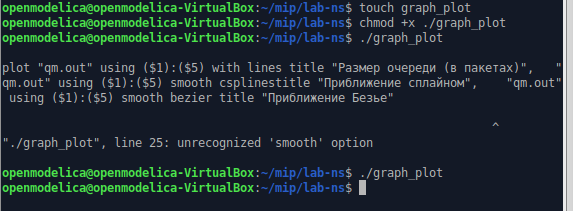 openmodelica@openmodelica-VirtualBox:~/mip/lab-ns$ touch graph_plot
openmodelica@openmodelica-VirtualBox:~/mip/lab-ns$ chmod +x ./graph_plot
openmodelica@openmodelica-VirtualBox:~/mip/lab-ns$ ./graph_plot
plot "qm.out" using ($1):($5) with lines title "Размер очереди (в пакетах)",   "
qm.out" using ($1):($5) smooth csplinestitle "Приближение сплайном",    "qm.out"
 using ($1):($5) smooth bezier title "Приближение Безье"
^
"./graph_plot", line 25: unrecognized 'smooth' option
openmodelica@openmodelica-VirtualBox:~/mip/lab-ns$ ./graph_plot
openmodelica@openmodelica-VirtualBox:~/mip/lab-ns$